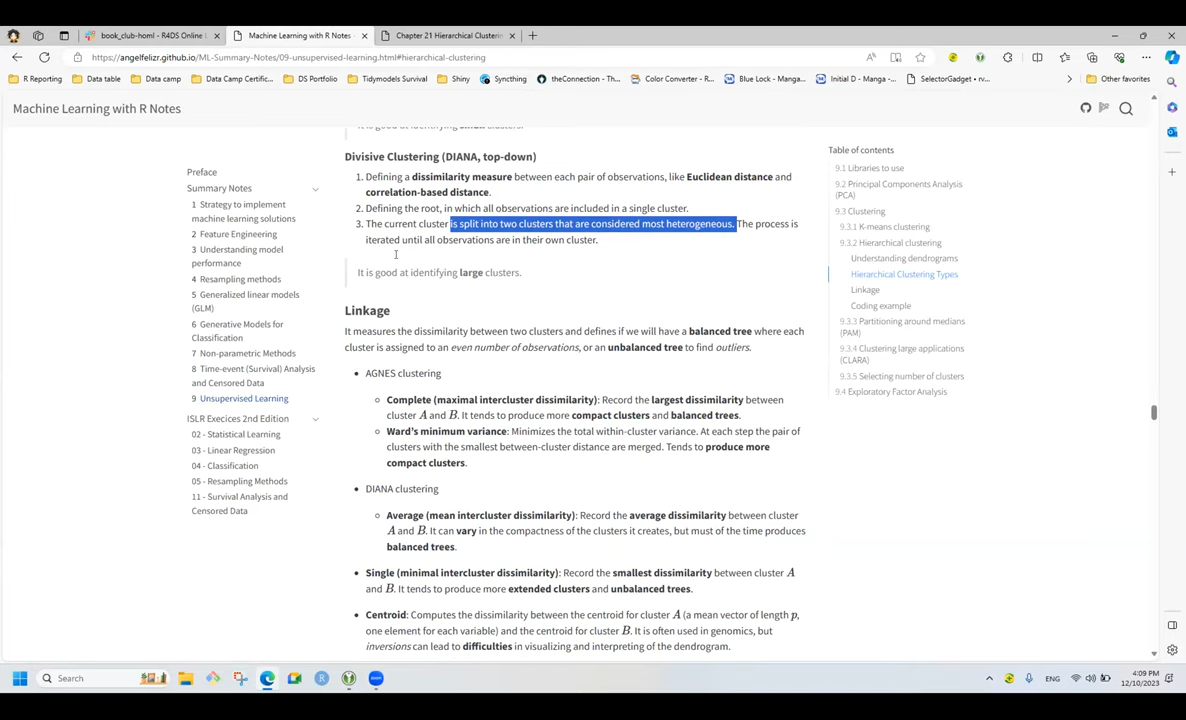 book_club-homl - R4DS Online L
Machine Learning with R Notes
Chapter 21 Hierarchical Clusterin
https://angelfelizr.github.io/ML-Summary-Notes/09-unsupervised-learning.html#hierarchical-clustering
R Reporting
Data table
Data camp
Data Camp Certific...
DS Portfolio
Tidymodels Survival
Shiny
Syncthing
theConnection - Th...
Color Converter - R...
Blue Lock - Manga...
Initial D - Manga -...
SelectorGadget • rv...
Other favorites
Machine Learning with R Notes
Preface
Summary Notes
1 Strategy to implement
machine learning solutions
2 Feature Engineering
3 Understanding model
performance
4 Resampling methods
5 Generalized linear models
(GLM)
6 Generative Models for
Classification
7 Non-parametric Methods
8 Time-event (Survival) Analysis
and Censored Data
9 Unsupervised Learning
ISLR Execices 2nd Edition
02 - Statistical Learning
03 - Linear Regression
04 - Classification
05 - Resampling Methods
11 - Survival Analysis and
Censored Data
It is good at identifying small clusters.
Divisive Clustering (DIANA, top-down)
1. Defining a dissimilarity measure between each pair of observations, like Euclidean distance and
correlation-based distance.
2. Defining the root, in which all observations are included in a single cluster.
3. The current cluster is split into two clusters that are considered most heterogeneous. The process is
iterated until all observations are in their own cluster.
It is good at identifying large clusters.
Linkage
It measures the dissimilarity between two clusters and defines if we will have a balanced tree where each
cluster is assigned to an even number of observations, or an unbalanced tree to find outliers.
• AGNES clustering
Complete (maximal intercluster dissimilarity): Record the largest dissimilarity between
cluster A and B. It tends to produce more compact clusters and balanced trees.
Ward's minimum variance: Minimizes the total within-cluster variance. At each step the pair of
clusters with the smallest between-cluster distance are merged. Tends to produce more
compact clusters.
• DIANA clustering
Average (mean intercluster dissimilarity): Record the average dissimilarity between cluster
A and B. It can vary in the compactness of the clusters it creates, but must of the time produces
balanced trees.
• Single (minimal intercluster dissimilarity): Record the smallest dissimilarity between cluster A
and B. It tends to produce more extended clusters and unbalanced trees.
• Centroid: Computes the dissimilarity between the centroid for cluster A (a mean vector of length p,
one element for each variable) and the centroid for cluster B. It is often used in genomics, but
inversions can lead to difficulties in visualizing and interpreting of the dendrogram.
Table of contents
9.1 Libraries to use
9.2 Principal Components Analysis
(PCA)
9.3 Clustering
9.3.1 K-means clustering
9.3.2 Hierarchical clustering
Understanding dendrograms
Hierarchical Clustering Types
Linkage
Coding example
9.3.3 Partitioning around medians
(PAM)
9.3.4 Clustering large applications
(CLARA)
9.3.5 Selecting number of clusters
9.4 Exploratory Factor Analysis
Search
ENG
4:09 PM
12/10/2023